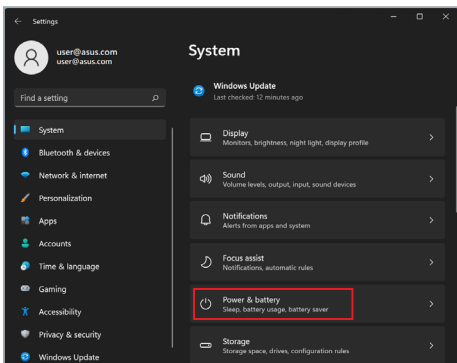 Settings
user@asus.com
user@asus.com
Find a setting
System
Bluetooth & devices
Network & internet
Personalization
Apps
Accounts
Time & language
Gaming
Accessibility
Privacy & security
Windows Update
System
Windows Update
Last checked: 12 minutes ago
Display
Monitors, brightness, night light, display profile
Sound
Volume levels, output, input, sound devices
Notifications
Alerts from apps and system
Focus assist
Notifications, automatic rules
Power & battery
Sleep, battery usage, battery saver
Storage
Storage space, drives, configuration rules